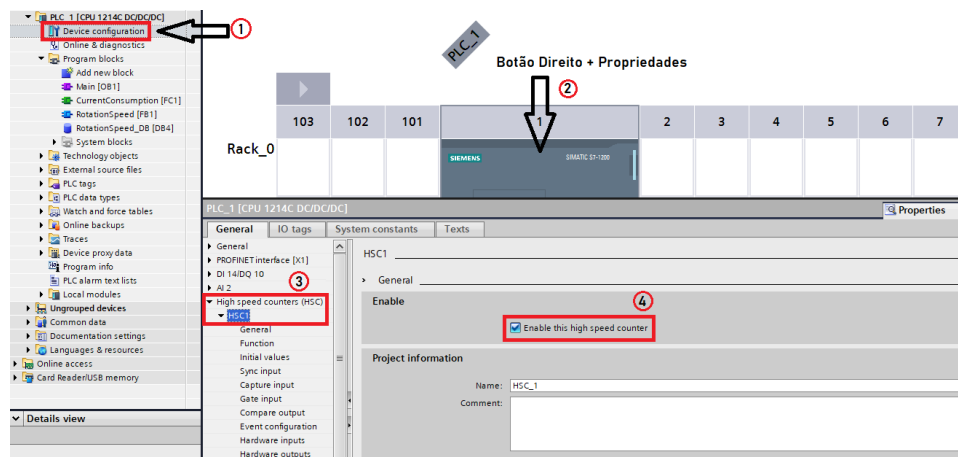 PLC_1 [CPU 1214C DC/DC/DC]
Device configuration
Online & diagnostics
Program blocks
Add new block
Main [OB1]
CurrentConsumption [FC1]
RotationSpeed [FB1]
RotationSpeed_DB [DB4]
System blocks
Technology objects
External source files
PLC tags
PLC data types
Watch and force tables
Online backups
Traces
Device proxy data
Program info
PLC alarm text lists
Local modules
Ungrouped devices
Common data
Documentation settings
Languages & resources
Online access
Card Reader/USB memory
Details view
1
PLC_1
Botão Direito + Propriedades
2
103 102 101 1 2 3 4 5 6 7
Rack_0
SIEMENS SIMATIC S7-1200
PLC_1 [CPU 1214C DC/DC/DC]
Properties
General IO tags System constants Texts
General
PROFINET interface [X1]
DI 14/DQ 10
3
AI 2
High speed counters (HSC)
HSC1
General
Function
Initial values
Sync input
Capture input
Gate input
Compare output
Event configuration
Hardware inputs
Hardware outputs
HSC1
General
Enable
4
Enable this high speed counter
Project information
Name: HSC_1
Comment: